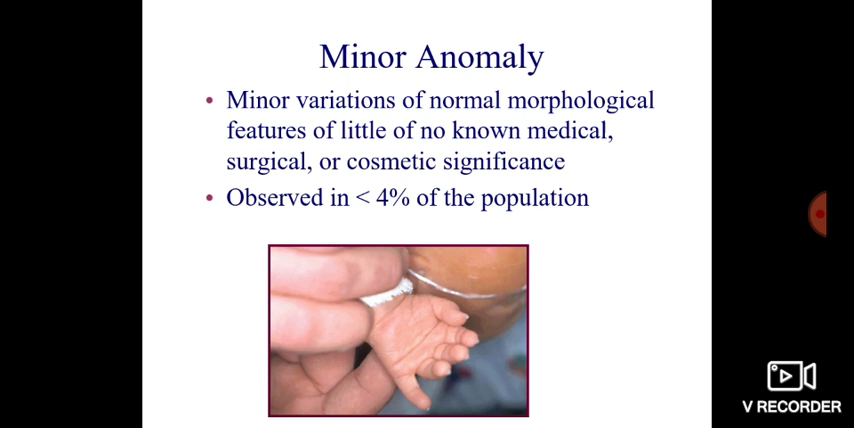 Minor Anomaly
• Minor variations of normal morphological
features of little of no known medical,
surgical, or cosmetic significance
• Observed in < 4% of the population
V RECORDER